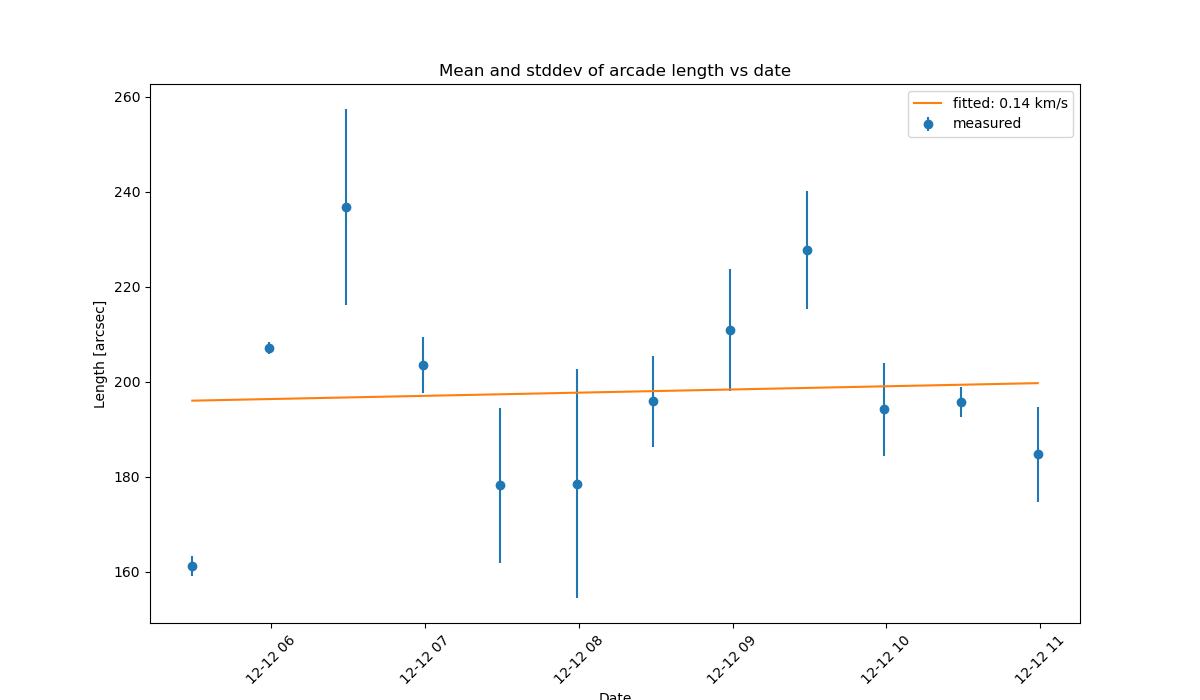 Mean and stddev of arcade length vs date
260
240
220
200
180
160
Length [arcsec]
fitted: 0.14 km/s
measured
12-12 06
12-12 07
12-12 08
12-12 09
12-12 10
12-12 11
Date